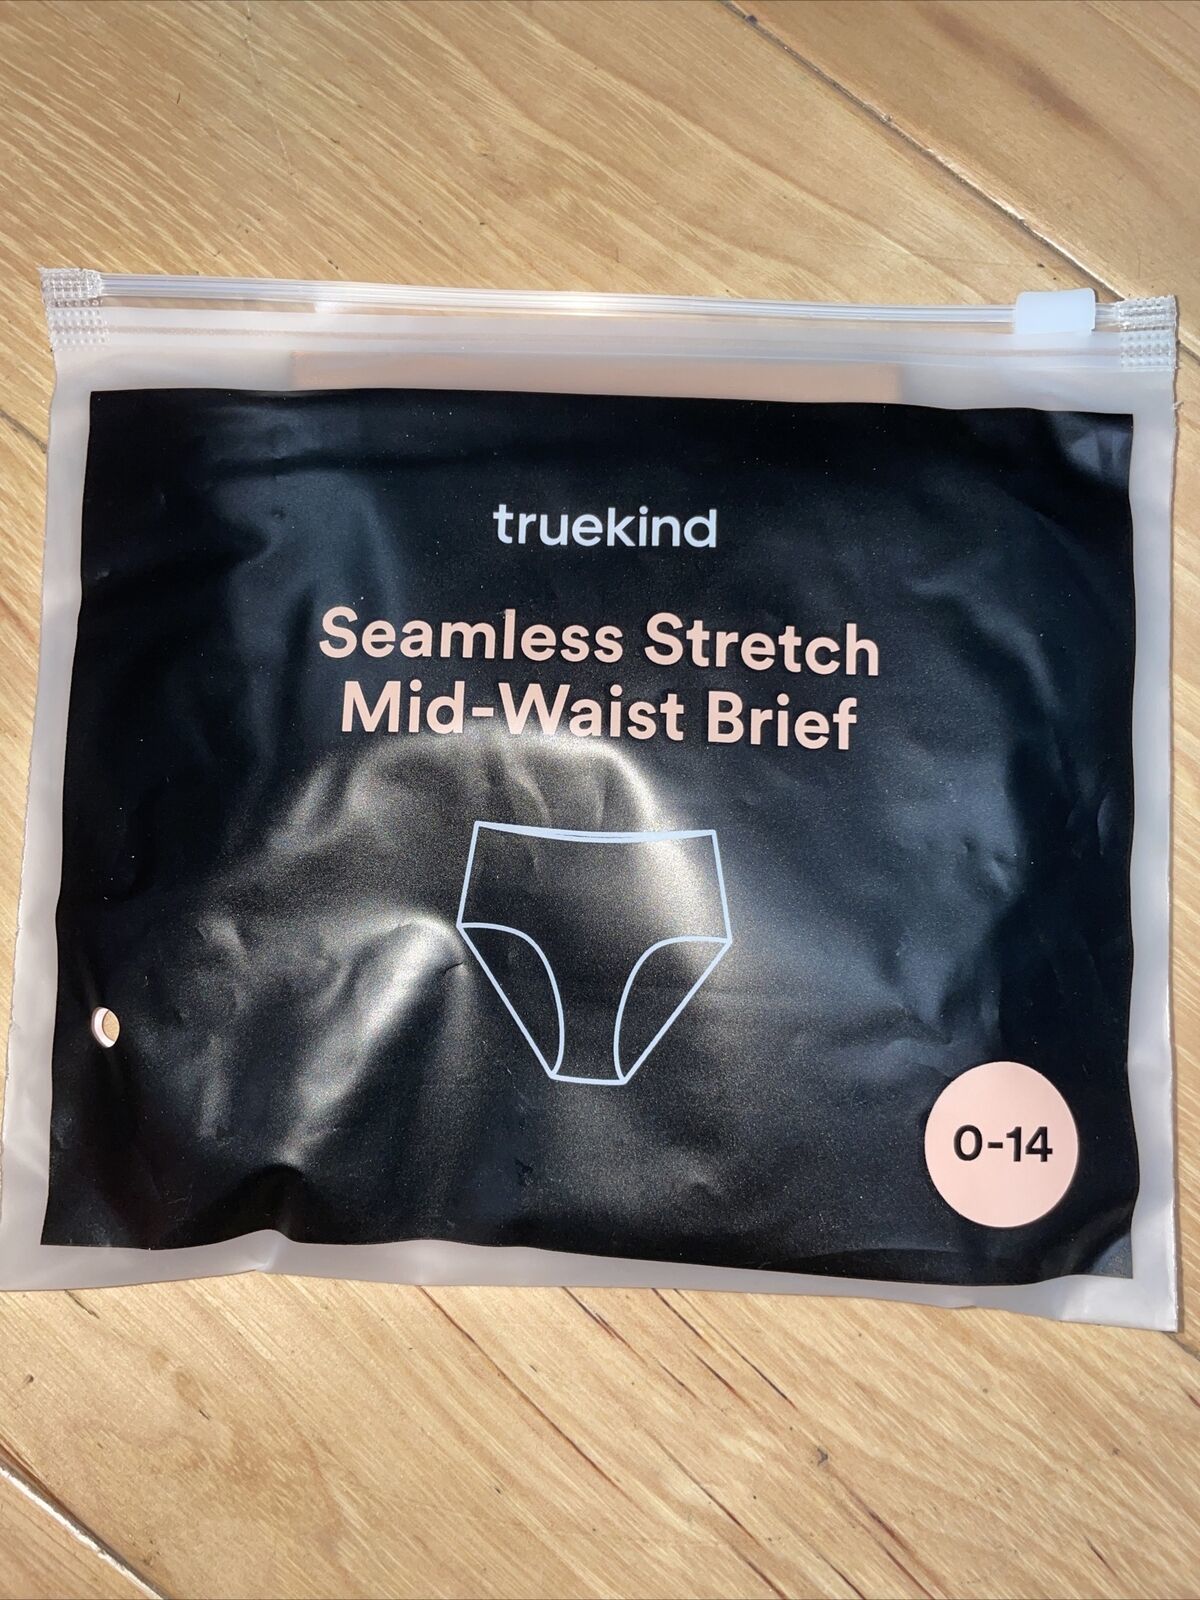 truekind
Seamless Stretch
Mid-Waist Brief
0-14